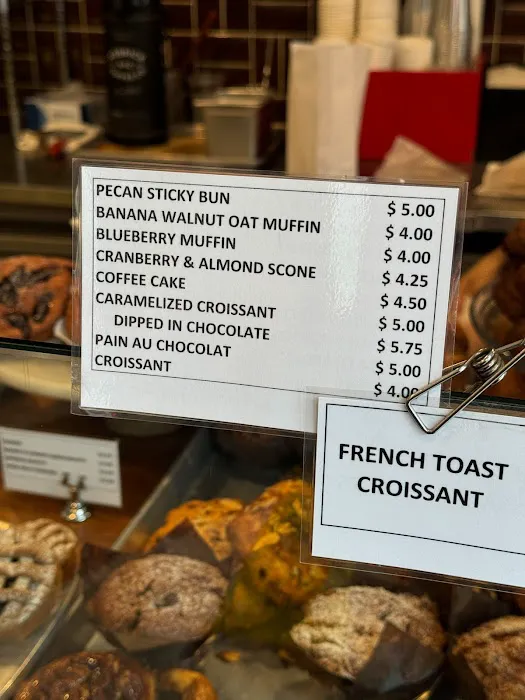 PECAN STICKY BUN $ 5.00
BANANA WALNUT OAT MUFFIN $ 4.00
BLUEBERRY MUFFIN $ 4.00
CRANBERRY & ALMOND SCONE $ 4.25
COFFEE CAKE $ 4.50
CARAMELIZED CROISSANT $ 5.00
DIPPED IN CHOCOLATE $ 5.75
PAIN AU CHOCOLAT $ 5.00
CROISSANT $ 4.00
FRENCH TOAST
CROISSANT